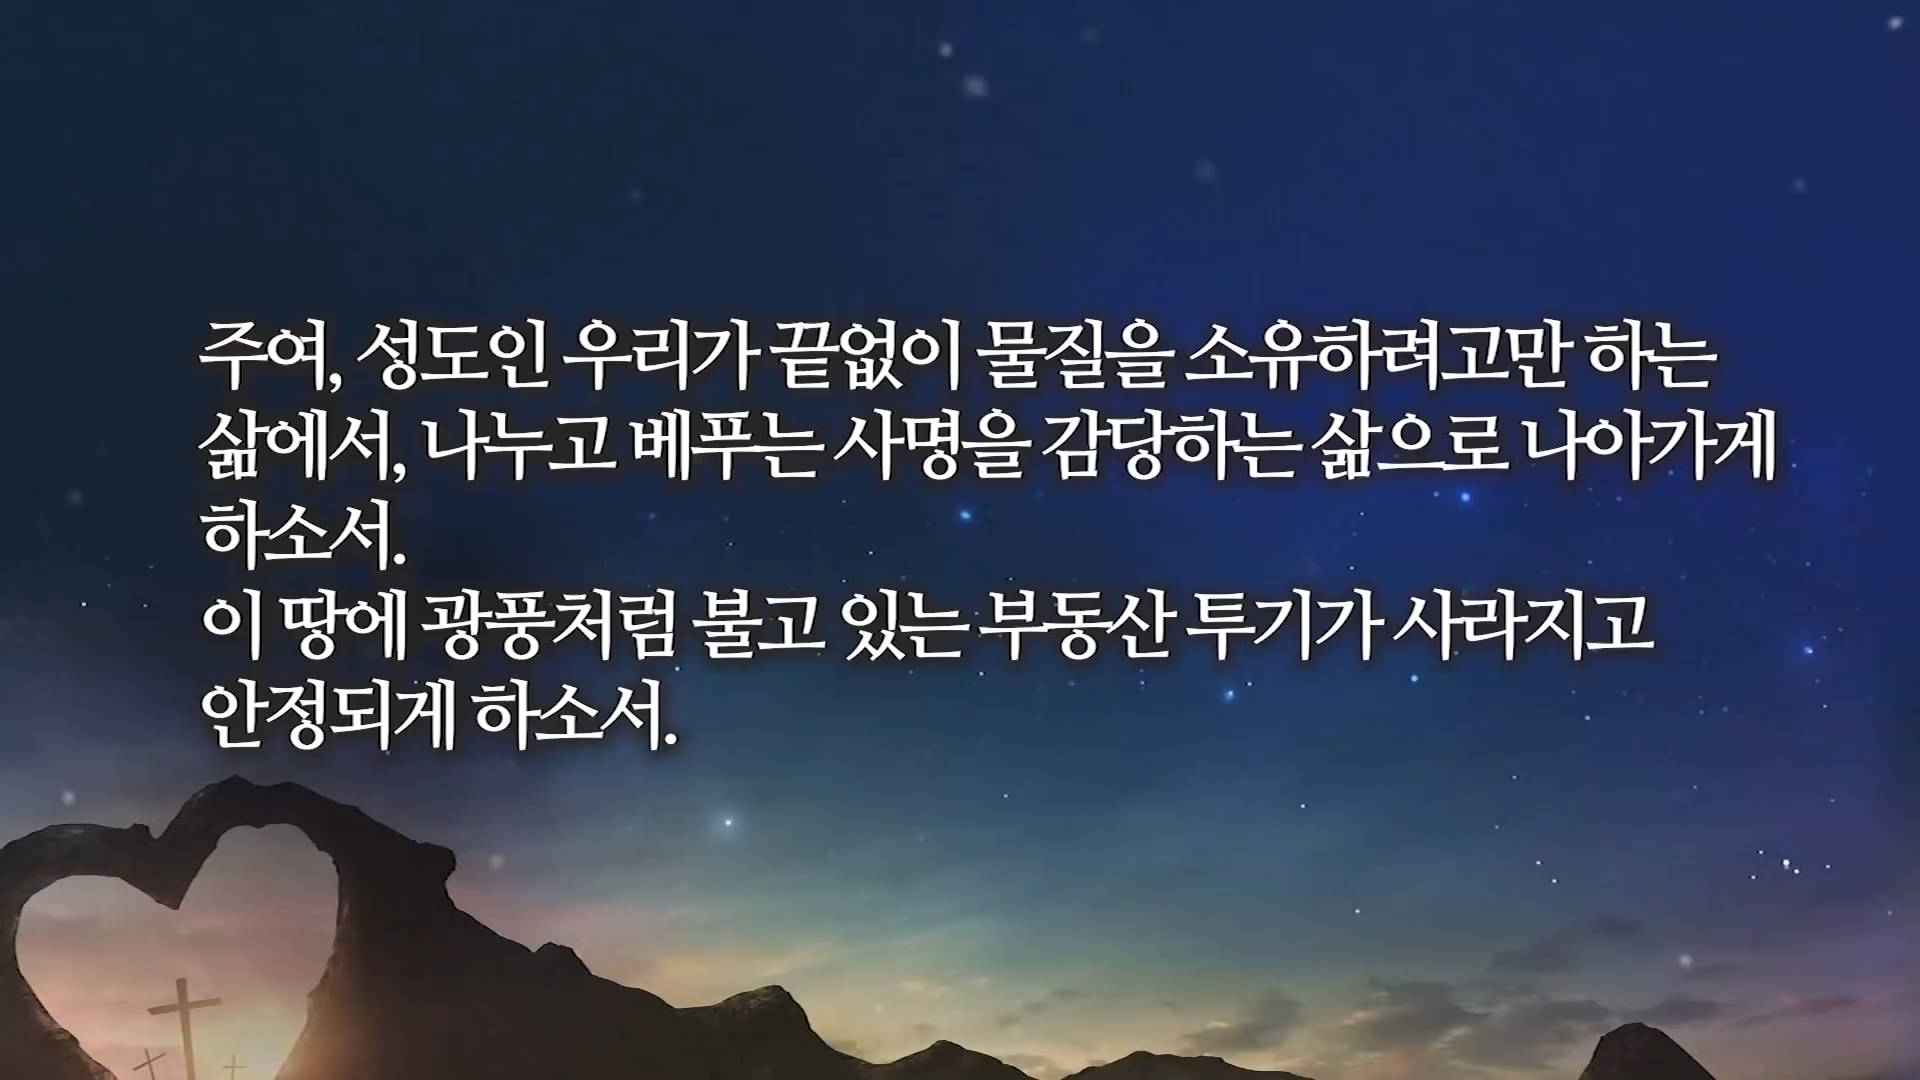 주여, 성도인 우리가 끝없이 물질을 소유하려고만 하는
삶에서, 나누고 베푸는 사명을 감당하는 삶으로 나아가게
하소서.
이 땅에 광풍처럼 불고 있는 부동산 투기가 사라지고
안정되게 하소서.